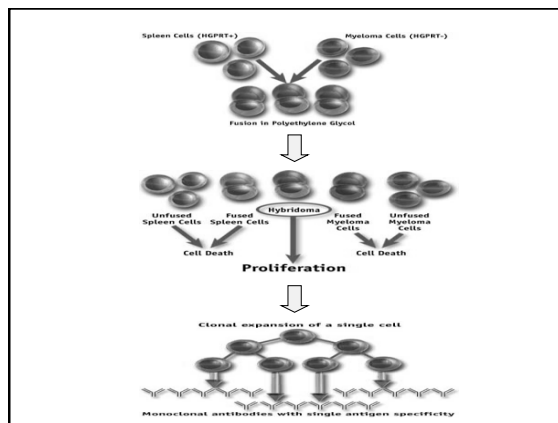 Spleen Cells (HGPRT+)
Myeloma Cells (HGPRT-)
Fusion in Polyethylene Glycol
Unfused
Spleen Cells
Fused
Spleen Cells
Hybridoma
Fused
Myeloma
Cells
Unfused
Myeloma
Cells
Cell Death
Cell Death
Proliferation
Clonal expansion of a single cell
Monoclonal antibodies with single antigen specificity